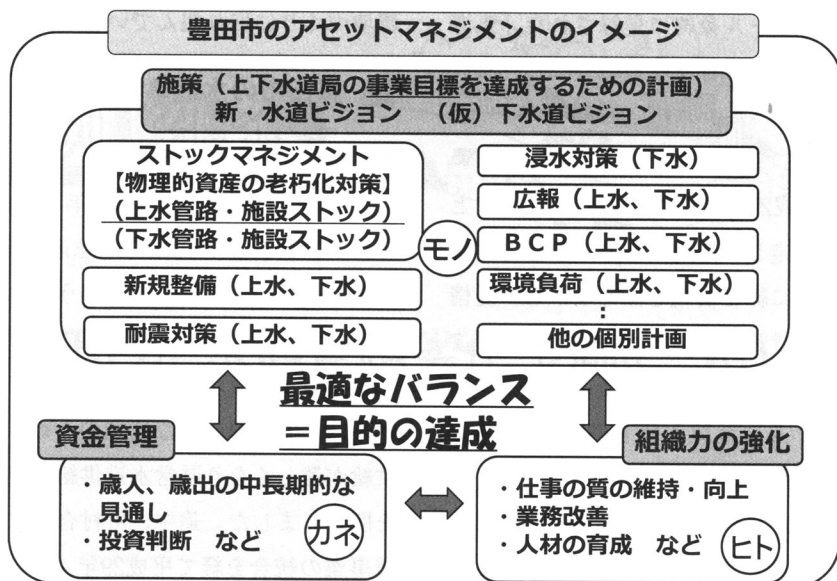 豊田市のアセットマネジメントのイメージ
施策（上下水道局の事業目標を達成するための計画）
新・水道ビジョン　（仮）下水道ビジョン
ストックマネジメント
【物理的資産の老朽化対策】
（上水管路・施設ストック）
（下水管路・施設ストック）
新規整備（上水、下水）
耐震対策（上水、下水）
モノ
浸水対策（下水）
広報（上水、下水）
ＢＣＰ（上水、下水）
環境負荷（上水、下水）
：
他の個別計画
最適なバランス
＝目的の達成
資金管理
・歳入、歳出の中長期的な
見通し
・投資判断　など
カネ
組織力の強化
・仕事の質の維持・向上
・業務改善
・人材の育成　など
ヒト